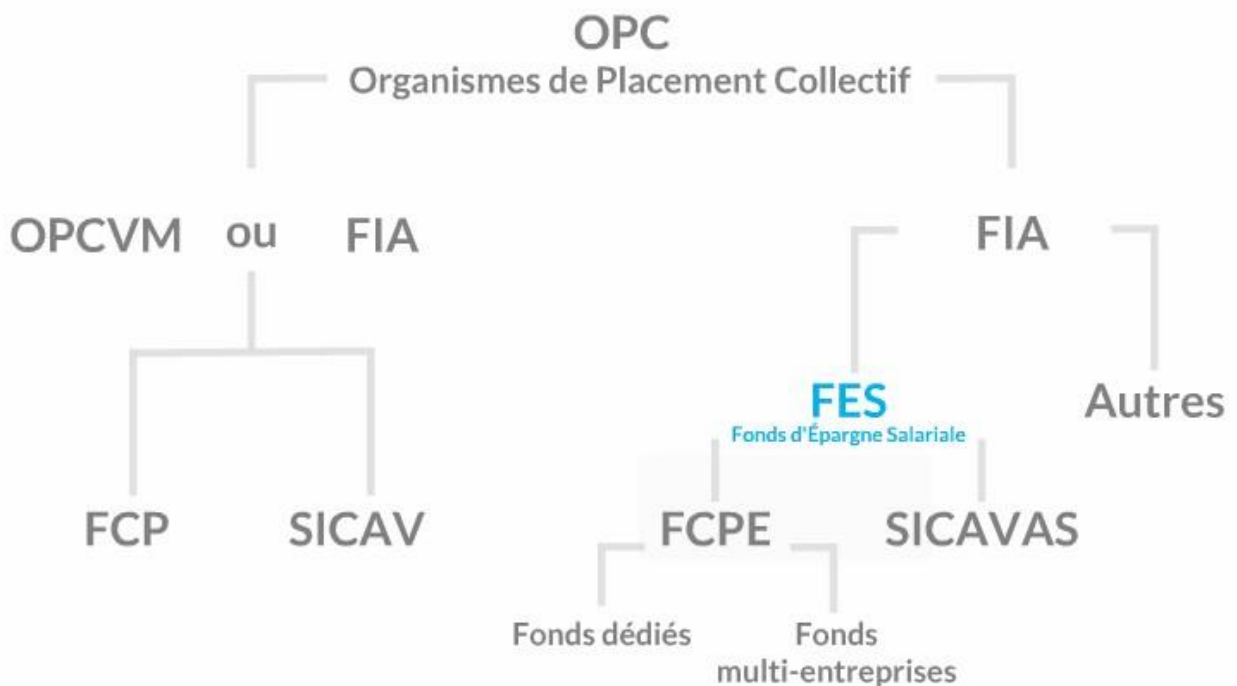 OPC
Organismes de Placement Collectif
OPCVM ou FIA
FIA
FES
Fonds d'Épargne Salariale
Autres
FCP
SICAV
FCPE
SICAVAS
Fonds dédiés
Fonds
multi-entreprises